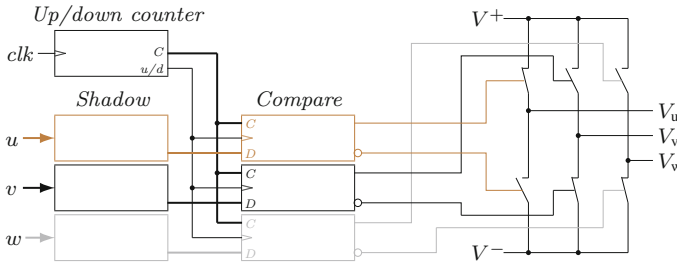 Up/down counter
clk
C
u/d
V+
Shadow
Compare
u
C
D
Vu
Vv
Vw
v
C
D
w
C
D
V−